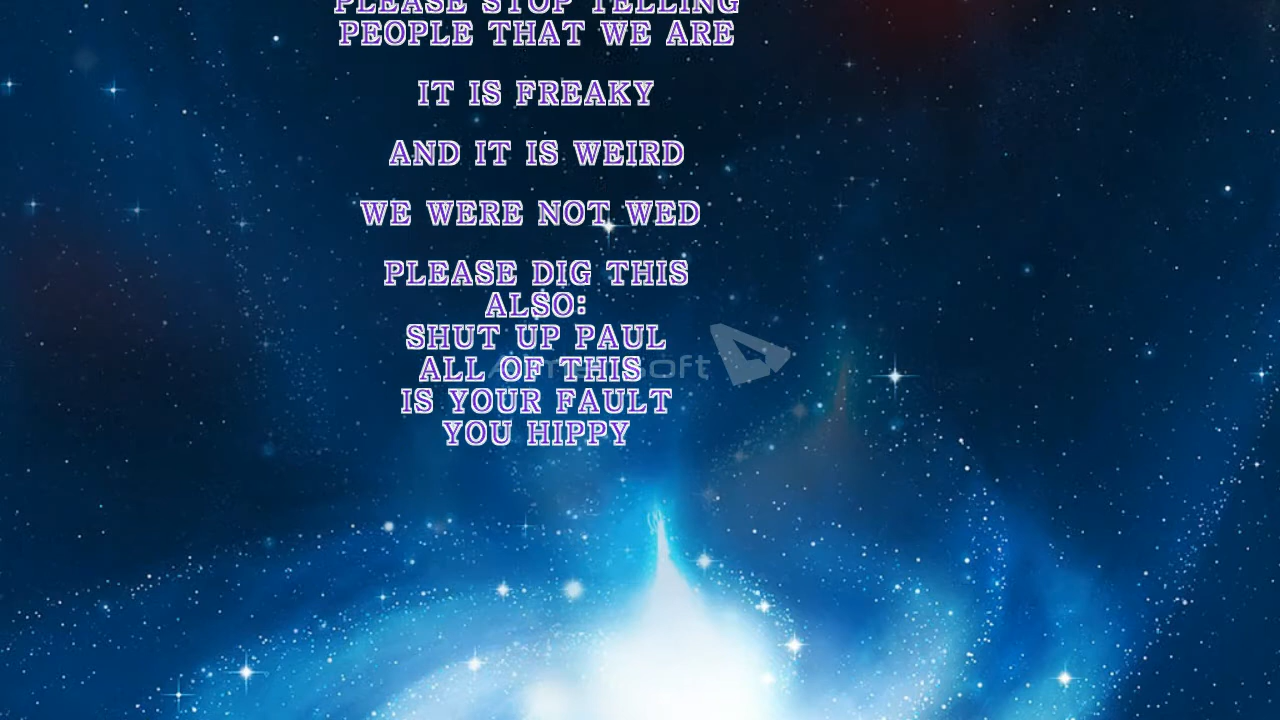 PLEASE STOP TELLING
PEOPLE THAT WE ARE
IT IS FREAKY
AND IT IS WEIRD
WE WERE NOT WED
PLEASE DIG THIS
ALSO:
SHUT UP PAUL
ALL OF THIS
IS YOUR FAULT
YOU HIPPY